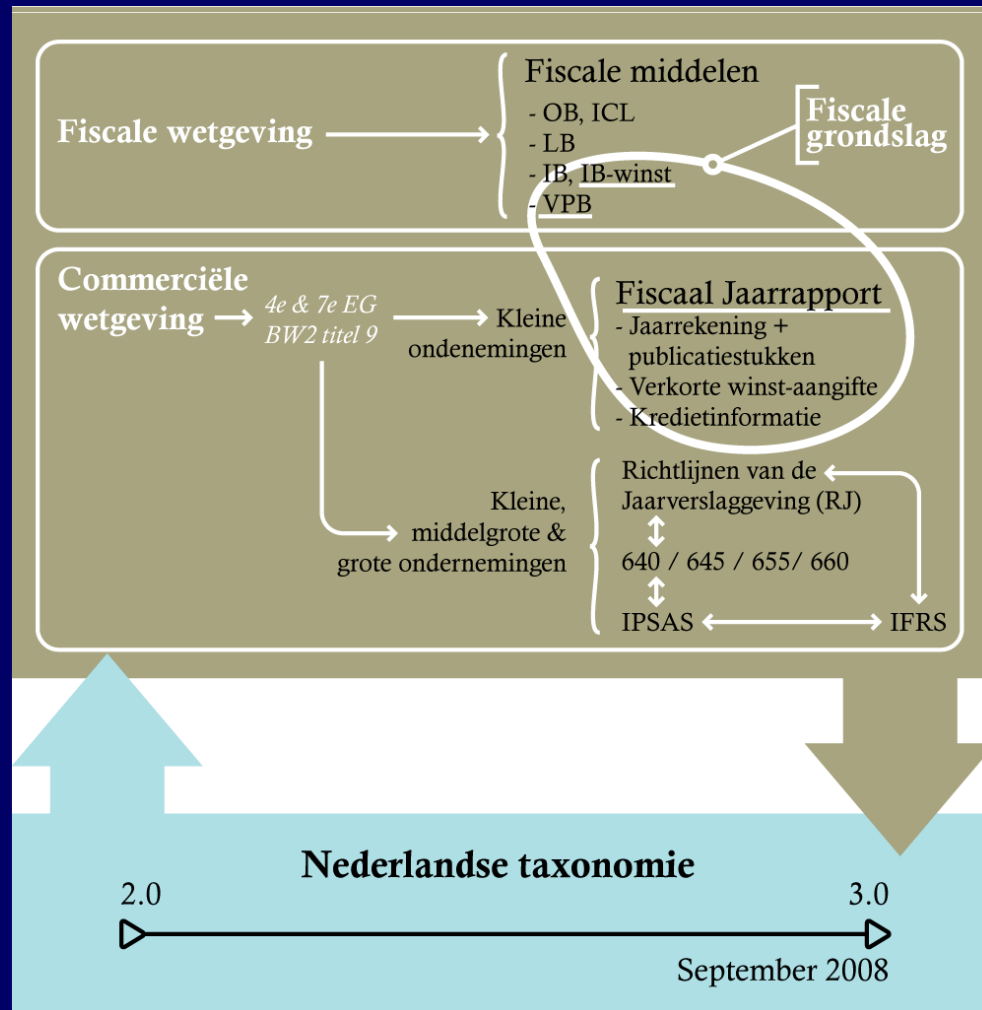 Fiscale middelen
- OB, ICL
- LB
- IB, IB-winst
- VPB
Fiscale wetgeving
Fiscale
grondslag
Commerciële
wetgeving
4e & 7e EG
BW2 titel 9
Kleine
ondenemingen
Fiscaal Jaarrapport
- Jaarrekening +
publicatiestukken
- Verkorte winst-aangifte
- Kredietinformatie
Kleine,
middelgrote &
grote ondernemingen
Richtlijnen van de
Jaarverslaggeving (RJ)
640 / 645 / 655/ 660
IPSAS
IFRS
Nederlandse taxonomie
2.0
3.0
September 2008